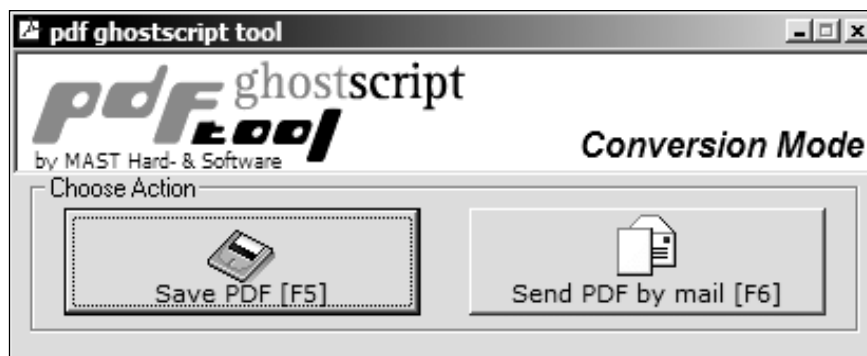 pdf ghostscript tool
pdf ghostscript
tool
by MAST Hard- & Software
Conversion Mode
Choose Action
Save PDF [F5]
Send PDF by mail [F6]